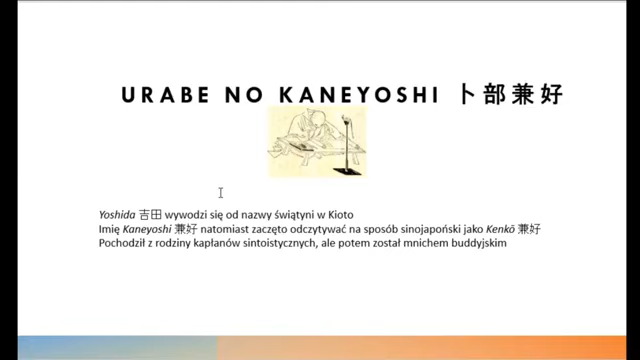 URABE NO KANEYOSHI 卜部兼好
Yoshida 吉田 wywodzi się od nazwy świątyni w Kioto
Imię Kaneyoshi 兼好 natomiast zaczęto odczytywać na sposób sinojapoński jako Kenkō 兼好
Pochodził z rodziny kapłanów sintoistycznych, ale potem został mnichem buddyjskim